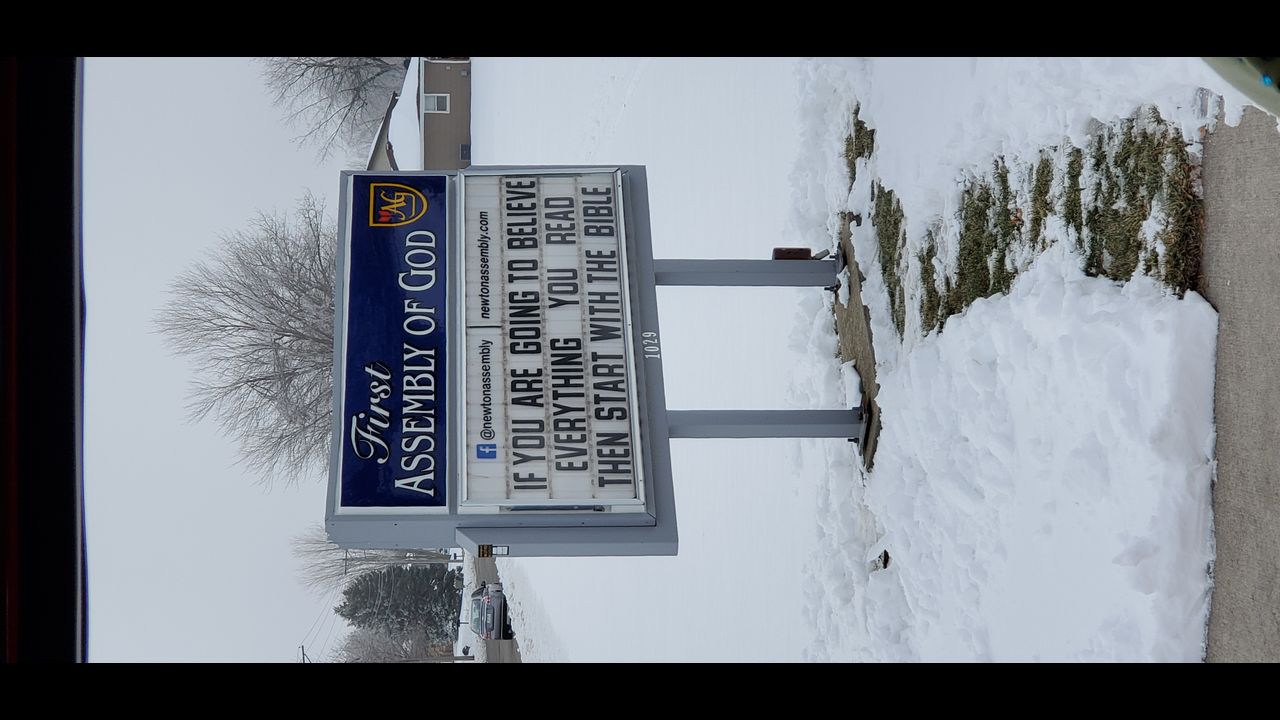 First
ASSEMBLY OF GOD
AG
@newtonassembly newtonassembly.com
IF YOU ARE GOING TO BELIEVE
EVERYTHING YOU READ
THEN START WITH THE BIBLE
1029